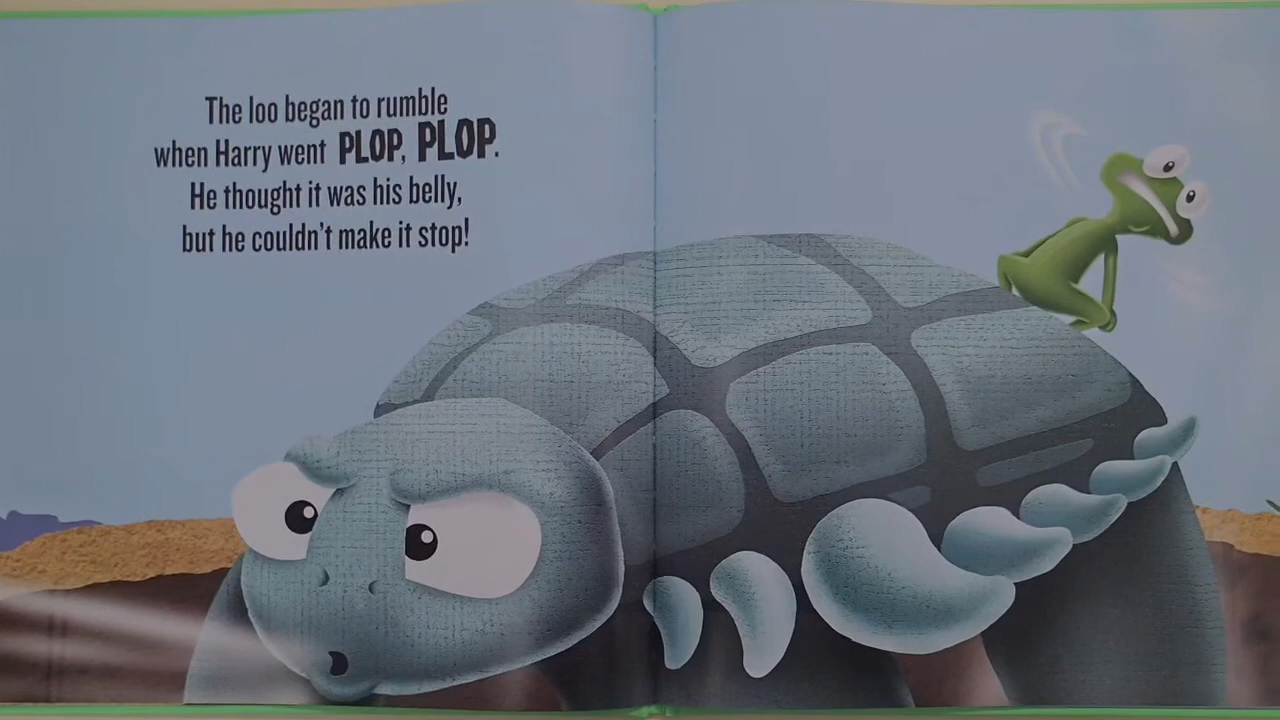 The loo began to rumble
when Harry went PLOP, PLOP.
He thought it was his belly,
but he couldn't make it stop!